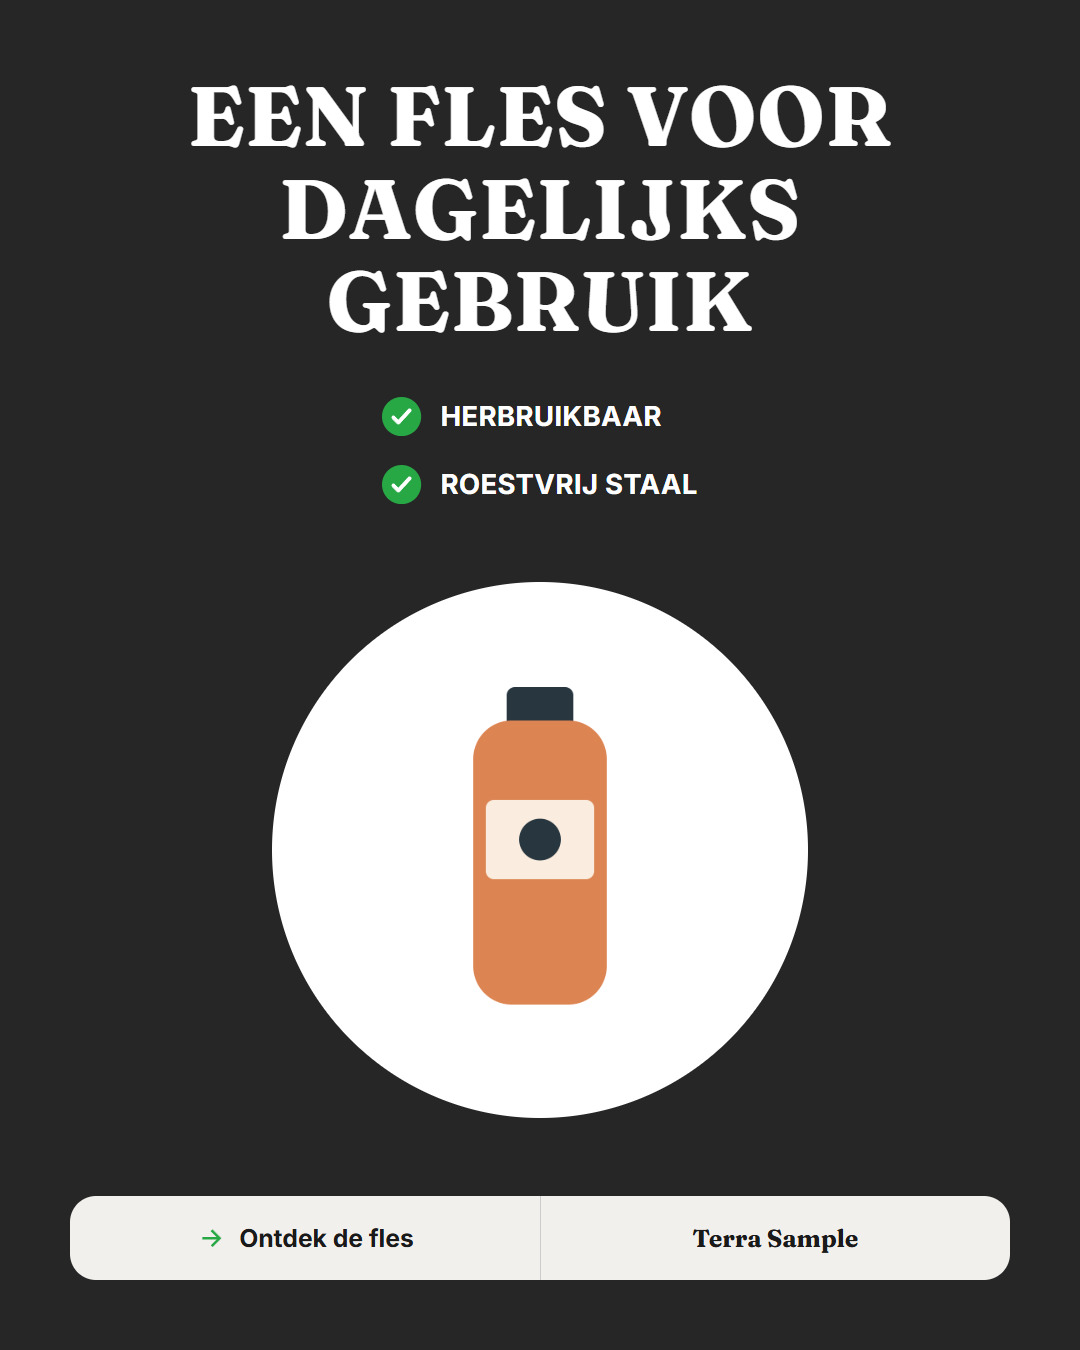 EEN FLES VOOR
DAGELIJKS
GEBRUIK
HERBRUIKBAAR
ROESTVRIJ STAAL
Ontdek de fles
Terra Sample